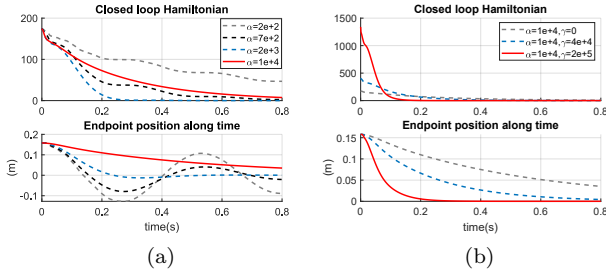 Closed loop Hamiltonian
200
100
0
α=2e+2
α=7e+2
α=2e+3
α=1e+4
0 0.2 0.4 0.6 0.8
Endpoint position along time
(m)
0.2
0.1
0
-0.1
0 0.2 0.4 0.6 0.8
time(s)
(a)
Closed loop Hamiltonian
1500
1000
500
0
α=1e+4,γ=0
α=1e+4,γ=4e+4
α=1e+4,γ=2e+5
0 0.2 0.4 0.6 0.8
Endpoint position along time
(m)
0.15
0.1
0.05
0
0 0.2 0.4 0.6 0.8
time(s)
(b)